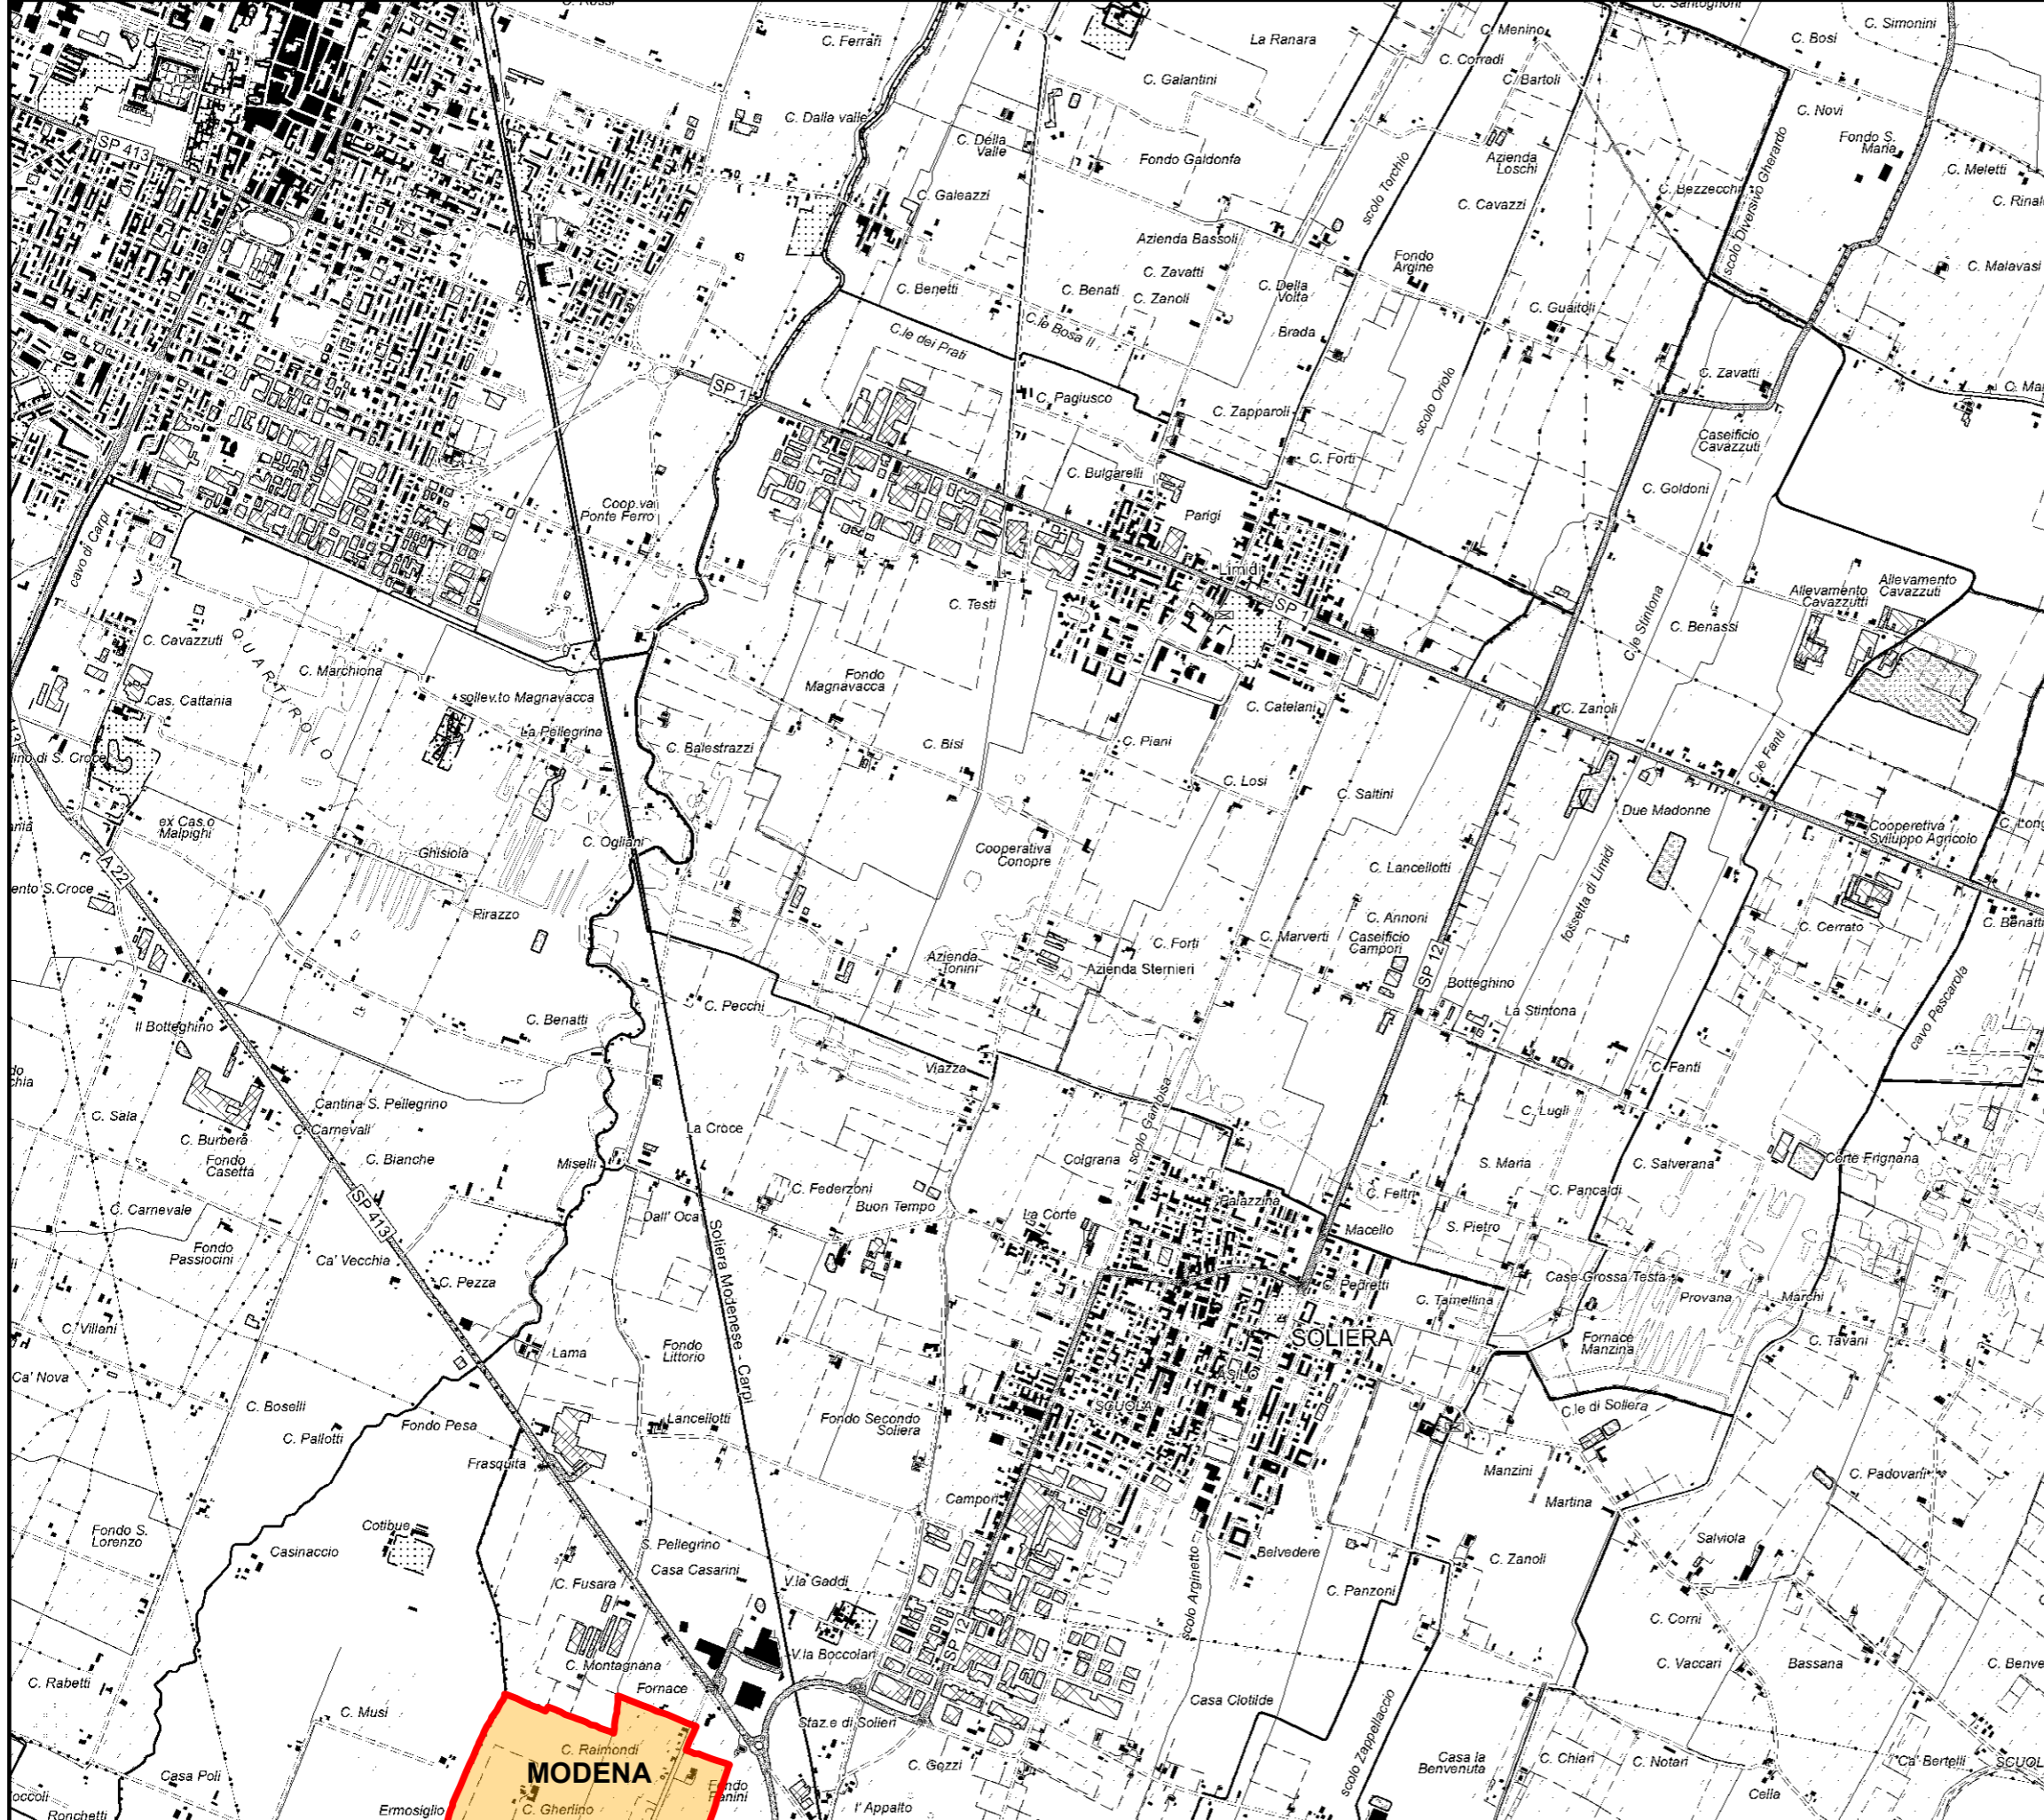 C. Ferrari
La Ranara
C. Menino
C. Simonini
C. Bosi
C. Corradi
C. Galantini
C. Bartoli
C. Novi
C. Dalla valle
SP 413
C. Della
Valle
Fondo Galdonfa
Azienda
Loschi
Fondo S.
Maria
scolo Torchio
scolo Diversivo Gherardo
C. Meletti
C. Galeazzi
C. Bezzecchi
C. Cavazzi
Azienda Bassoli
Fondo
Argine
C. Zavatti
C. Malavasi
C. Benetti
C. Benati
C. Zanoli
C. Della
Volta
C. Guaitoli
C.le Bosa II
Brada
C.le dei Prati
C. Zavatti
SP 1
C. Pagiusco
C. Zapparoli
scolo Oriolo
Caseificio
Cavazzuti
C. Forti
C. Bulgarelli
C. Goldoni
Coop.va
Ponte Ferro
cavo di Carpi
Parigi
Limidi
SP 1
C. Testi
Allevamento
Cavazzutti
Allevamento
Cavazzuti
C. Benassi
C.le Stintona
C. Cavazzuti
QUARTIROLO
C. Marchiona
Fondo
Magnavacca
Cas. Cattania
sollev.to Magnavacca
La Pellegrina
C. Catelani
C. Zanoli
C. Balestrazzi
C. Bisi
C. Piani
C.le Fanti
C. Losi
C. Saltini
Due Madonne
ex Cas.o
Malpighi
Ghisiola
C. Ogliani
Cooperativa
Conopre
Cooperetiva
Sviluppo Agricolo
A 22
C. Lancellotti
fossetta di Limidi
Pirazzo
C. Annoni
Caseificio
Campori
C. Marverti
C. Forti
C. Cerrato
Azienda
Tonini
Azienda Sternieri
SP 12
Botteghino
La Stintona
C. Pecchi
C. Benatti
Il Botteghino
cavo Pescarola
Viazza
C. Fanti
C. Sala
Cantina S. Pellegrino
C. Carnevali
C. Burbera
Fondo
Casetta
C. Bianche
La Croce
Miselli
Colgrana
scolo Gambisa
C. Lugli
S. Maria
C. Salverana
Corte Frignana
C. Federzoni
Palazzina
C. Feltri
C. Pancaldi
C. Carnevale
SP 413
Dall' Oca
Buon Tempo
La Corte
Macello
S. Pietro
Fondo
Passiocini
Ca' Vecchia
C. Pezza
Soliera Modenese - Carpi
C. Pedretti
Case Grossa Testa
C. Tamellina
Provana
Marchi
C. Villani
Lama
Fondo
Littorio
SOLIERA
Fornace
Manzina
C. Tavani
ASILO
Ca' Nova
C. Boselli
SCUOLA
C.le di Soliera
C. Pallotti
Fondo Pesa
Lancellotti
Fondo Secondo
Soliera
Frasquita
Manzini
C. Padovani
Campori
Martina
Fondo S.
Lorenzo
Cotibue
Casinaccio
S. Pellegrino
Belvedere
Salviola
Casa Casarini
V.la Gaddi
C. Zanoli
C. Fusara
scolo Arginetto
C. Panzoni
C. Corni
SP 12
C. Montagnana
V.la Boccolari
C. Vaccari
Bassana
C. Rabetti
Fornace
Casa Clotilde
C. Musi
Staz.e di Solieri
C. Raimondi
MODENA
C. Gozzi
scolo Zappellaccio
Casa la
Benvenuta
C. Chiari
C. Notari
Ca' Bertelli
Casa Poli
Fondo
Panini
Ronchetti
Ermosiglio
C. Gherlino
l' Appalto
Cella